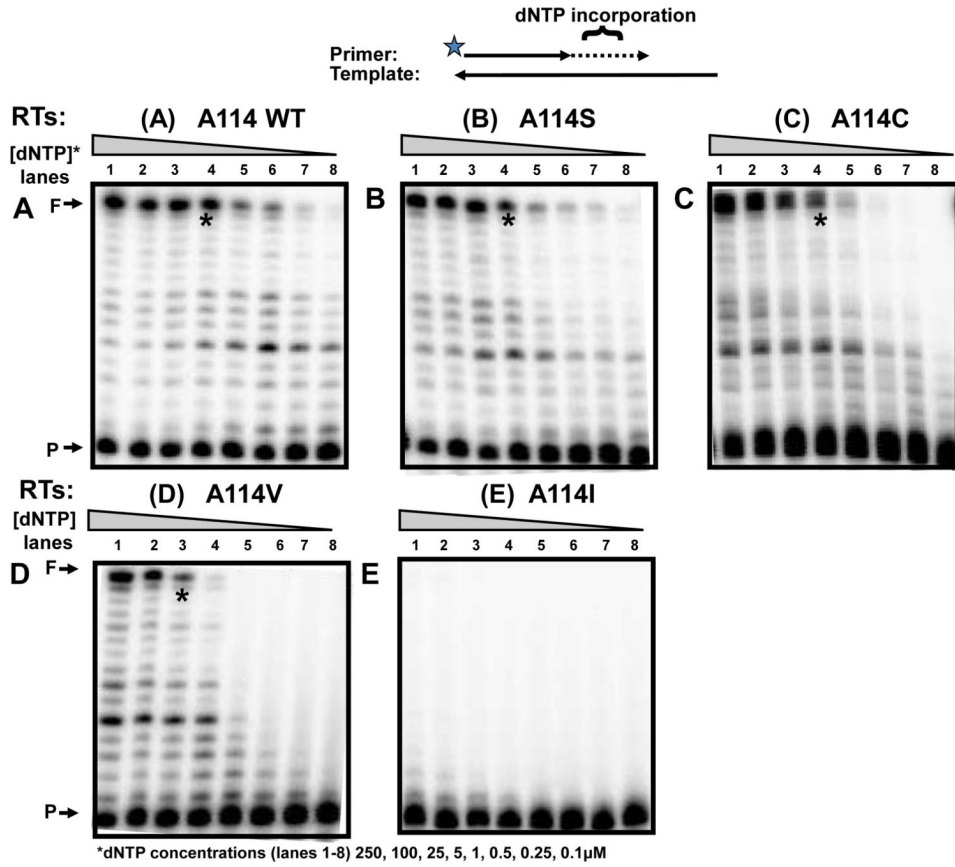 dNTP incorporation
Primer:
Template:
RTs: (A) A114 WT (B) A114S (C) A114C
[dNTP]*
lanes 1 2 3 4 5 6 7 8 1 2 3 4 5 6 7 8 1 2 3 4 5 6 7 8
A F B C
* * *
P
RTs: (D) A114V (E) A114I
[dNTP]
lanes 1 2 3 4 5 6 7 8 1 2 3 4 5 6 7 8
D F E
*
P
*dNTP concentrations (lanes 1-8) 250, 100, 25, 5, 1, 0.5, 0.25, 0.1µM